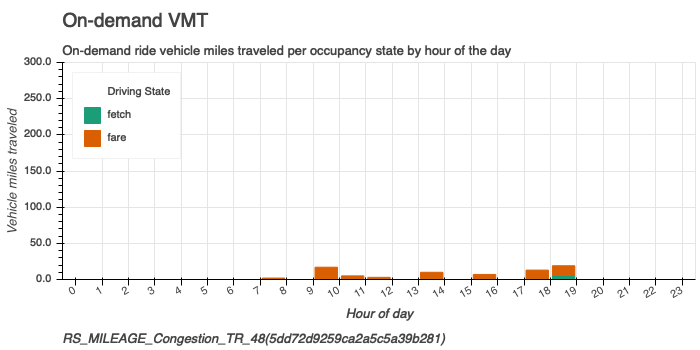 On-demand VMT
On-demand ride vehicle miles traveled per occupancy state by hour of the day
300.0
250.0
200.0
150.0
100.0
50.0
0.0
Vehicle miles traveled
Driving State
fetch
fare
0 1 2 3 4 5 6 7 8 9 10 11 12 13 14 15 16 17 18 19 20 21 22 23
Hour of day
RS_MILEAGE_Congestion_TR_48(5dd72d9259ca2a5c5a39b281)